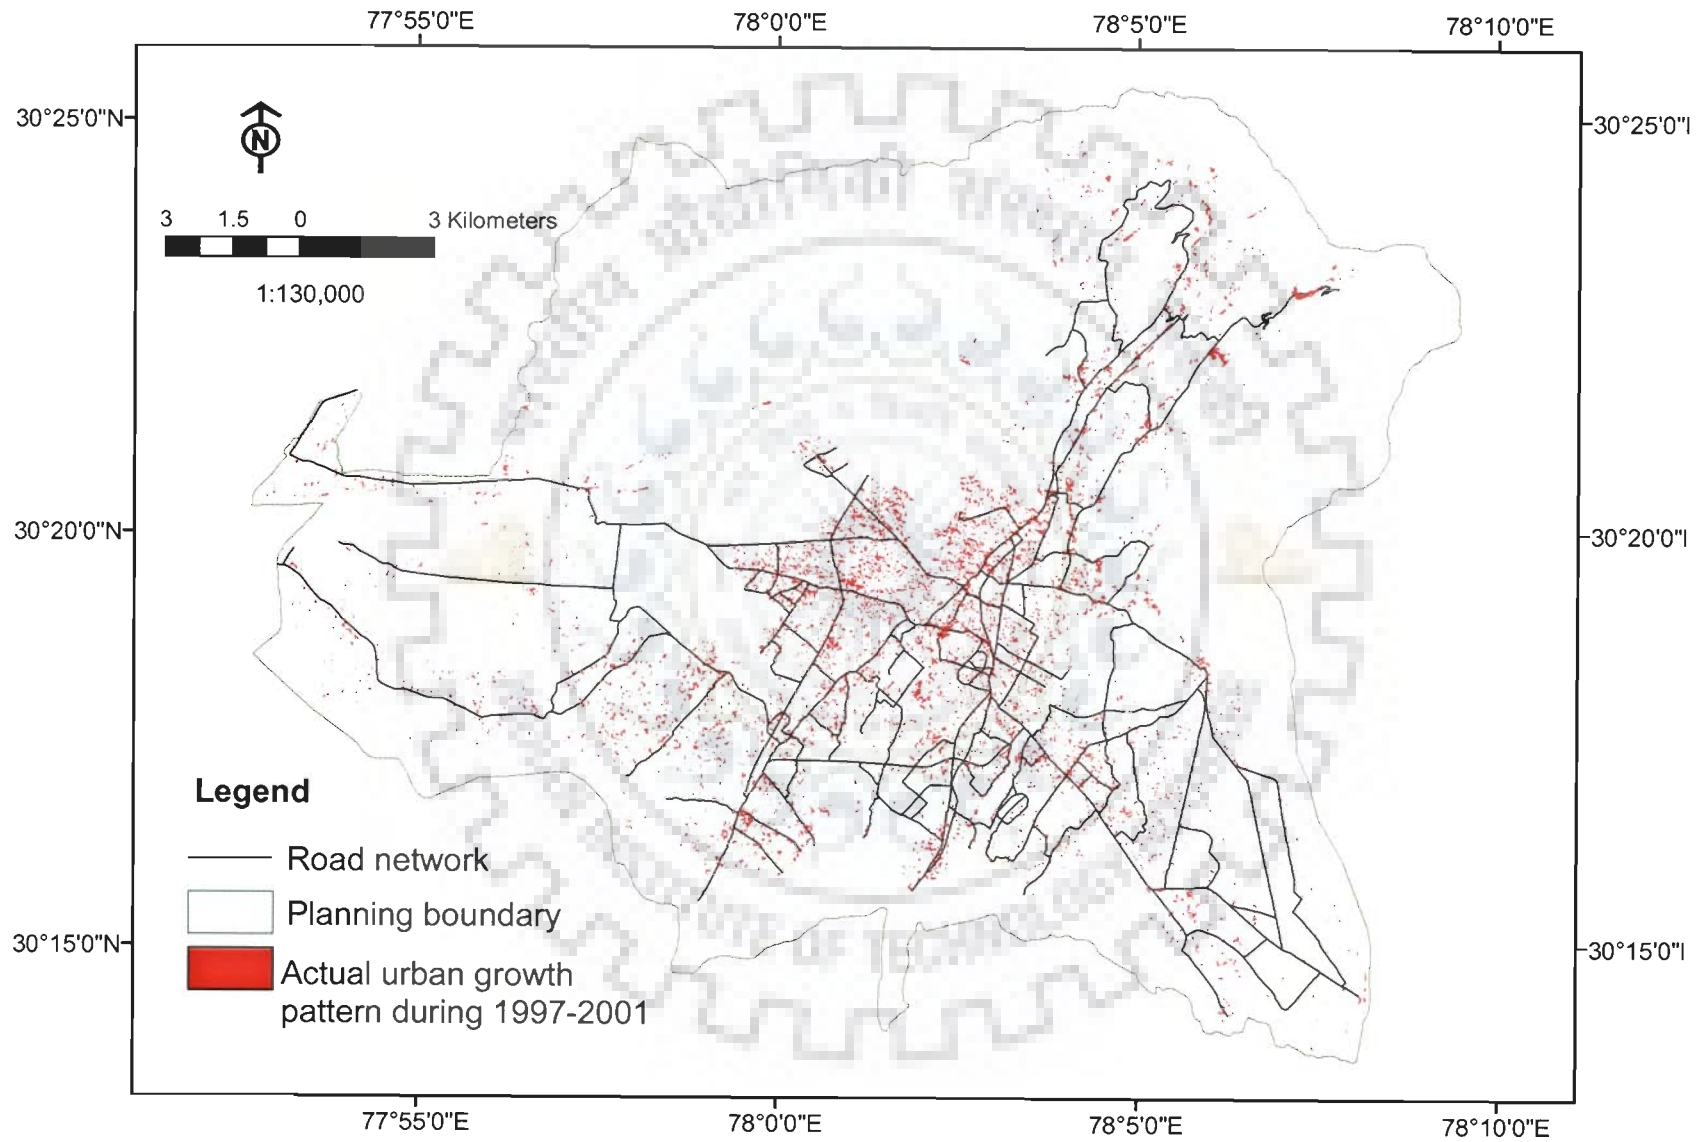 77°55'0"E 78°0'0"E 78°5'0"E 78°10'0"E
30°25'0"N 30°25'0"I
N
3 1.5 0 3 Kilometers
1:130,000
30°20'0"N 30°20'0"I
Legend
Road network
Planning boundary
Actual urban growth
pattern during 1997-2001
30°15'0"N 30°15'0"I
77°55'0"E 78°0'0"E 78°5'0"E 78°10'0"E